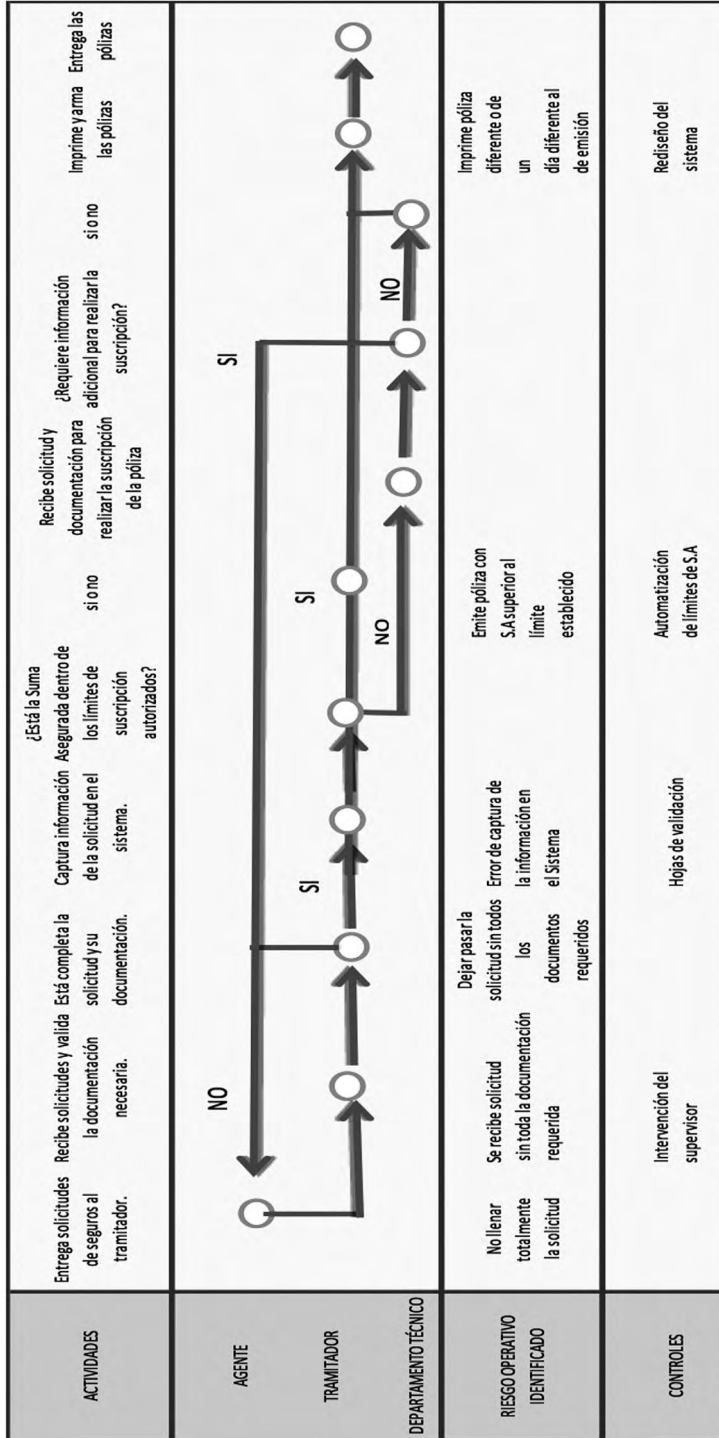 ACTIVIDADES
Entrega solicitudes
de seguros al
tramitador.
Recibe solicitudes y valida
la documentación
necesaria.
Está completa la
solicitud y su
documentación.
Captura información
de la solicitud en el
sistema.
¿Está la Suma
Asegurada dentro de
los límites de
suscripción
autorizados?
si o no
Recibe solicitud y
documentación para
realizar la suscripción
de la póliza
¿Requiere información
adicional para realizar la
suscripción?
si o no
Imprime y arma
las pólizas
Entrega las
pólizas
AGENTE
TRAMITADOR
DEPARTAMENTO TÉCNICO
NO
SI
SI
NO
SI
NO
RIESGO OPERATIVO
IDENTIFICADO
No llenar
totalmente
la solicitud
Se recibe solicitud
sin toda la documentación
requerida
Dejar pasar la
solicitud sin todos
los
documentos
requeridos
Error de captura de
la información en
el Sistema
Emite póliza con
S.A superior al
límite
establecido
Imprime póliza
diferente o de
un
día diferente al
de emisión
CONTROLES
Intervención del
supervisor
Hojas de validación
Automatización
de límites de S.A
Rediseño del
sistema